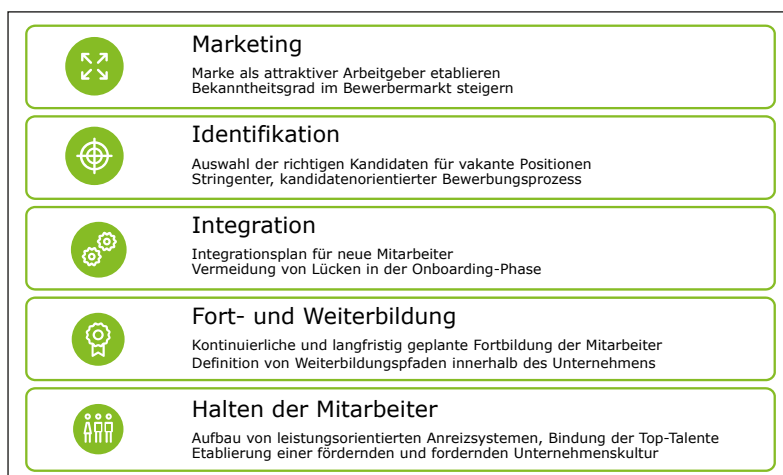 Marketing
Marke als attraktiver Arbeitgeber etablieren
Bekanntheitsgrad im Bewerbermarkt steigern
Identifikation
Auswahl der richtigen Kandidaten für vakante Positionen
Stringenter, kandidatenorientierter Bewerbungsprozess
Integration
Integrationsplan für neue Mitarbeiter
Vermeidung von Lücken in der Onboarding-Phase
Fort- und Weiterbildung
Kontinuierliche und langfristig geplante Fortbildung der Mitarbeiter
Definition von Weiterbildungspfaden innerhalb des Unternehmens
Halten der Mitarbeiter
Aufbau von leistungsorientierten Anreizsystemen, Bindung der Top-Talente
Etablierung einer fördernden und fordernden Unternehmenskultur